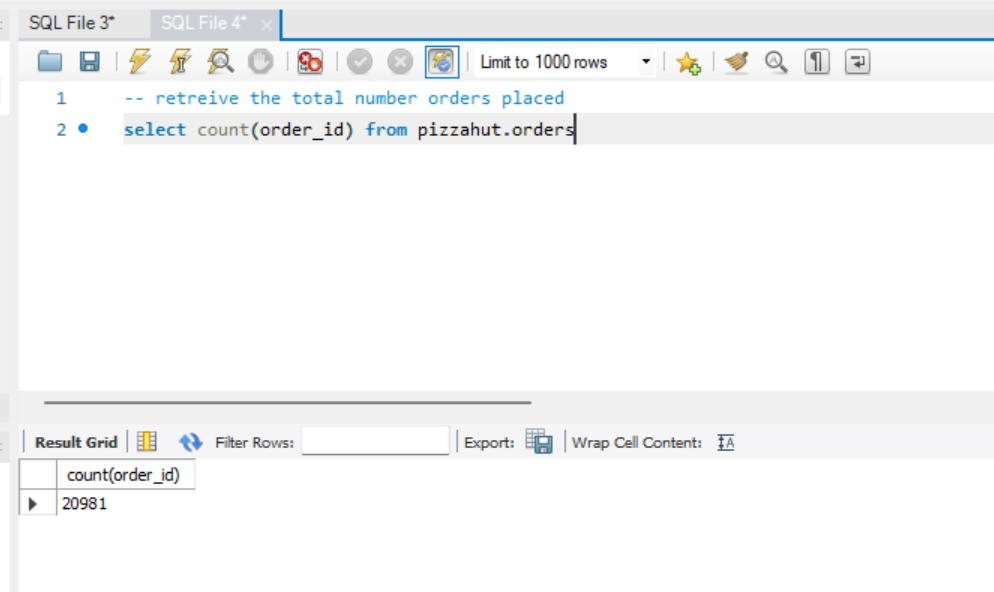 SQL File 3* SQL File 4* ×
Limit to 1000 rows
1 -- retreive the total number orders placed
2 select count(order_id) from pizzahut.orders
Result Grid Filter Rows: Export: Wrap Cell Content:
count(order_id)
20981